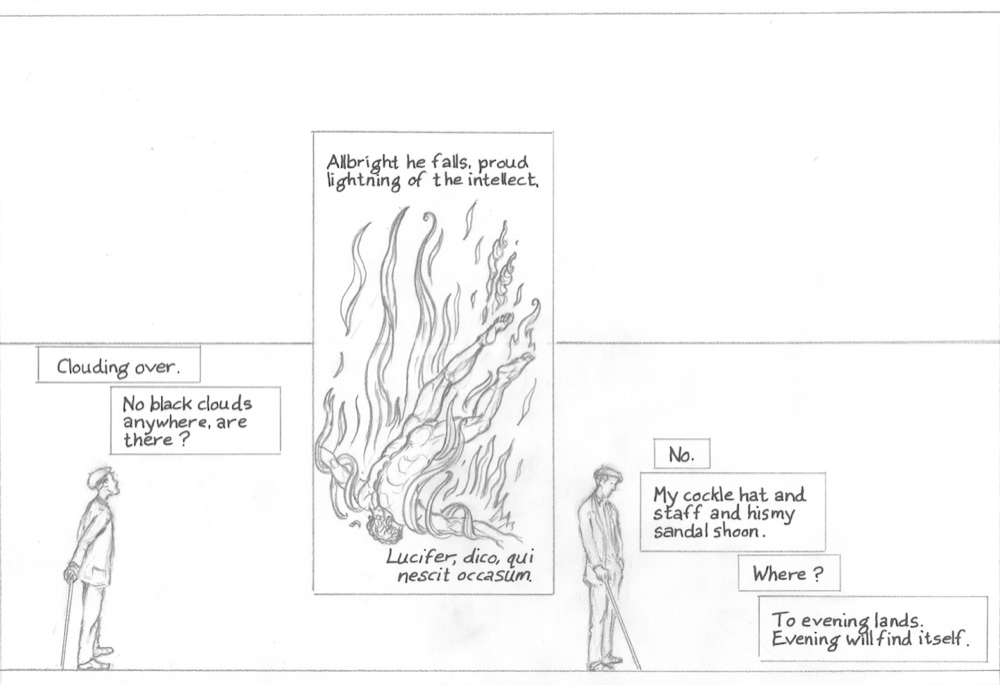 Allbright he falls, proud
lightning of the intellect,
Lucifer, dico, qui
nescit occasum.
Clouding over.
No black clouds
anywhere, are
there ?
No.
My cockle hat and
staff and hismy
sandal shoon.
Where ?
To evening lands.
Evening will find itself.